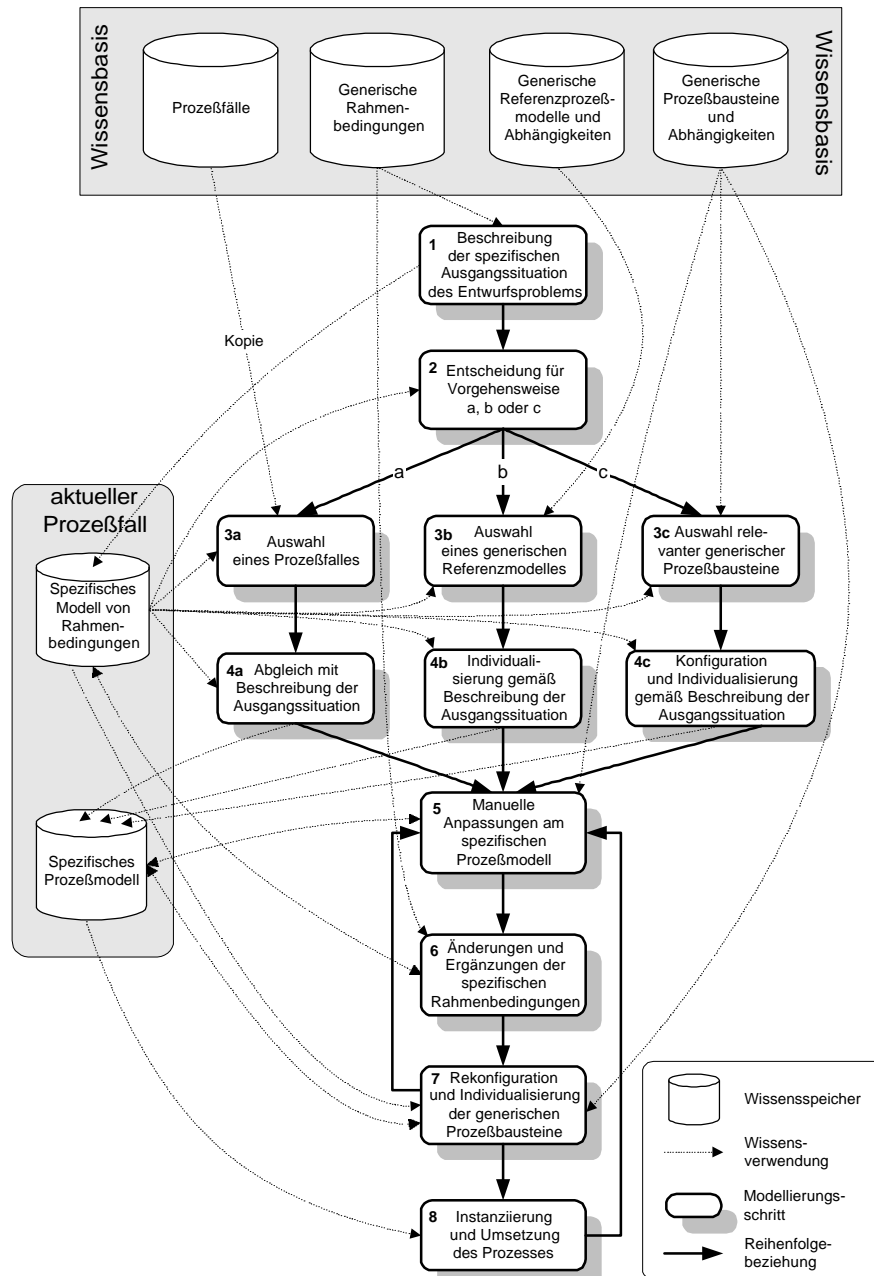 Wissensbasis
Prozeßfälle
Generische
Rahmen-
bedingungen
Generische
Referenzprozeß-
modelle und
Abhängigkeiten
Generische
Prozeßbausteine
und
Abhängigkeiten
Wissensbasis
1 Beschreibung
der spezifischen
Ausgangssituation
des Entwurfsproblems
Kopie
2 Entscheidung für
Vorgehensweise
a, b oder c
a
b
c
aktueller
Prozeßfall
3a Auswahl
eines Prozeßfalles
3b Auswahl
eines generischen
Referenzmodelles
3c Auswahl rele-
vanter generischer
Prozeßbausteine
Spezifisches
Modell von
Rahmen-
bedingungen
4a Abgleich mit
Beschreibung der
Ausgangssituation
4b Individuali-
sierung gemäß
Beschreibung der
Ausgangssituation
4c Konfiguration
und Individualisierung
gemäß Beschreibung der
Ausgangssituation
5 Manuelle
Anpassungen am
spezifischen
Prozeßmodell
Spezifisches
Prozeßmodell
6 Änderungen und
Ergänzungen der
spezifischen
Rahmenbedingungen
7 Rekonfiguration
und Individualisierung
der generischen
Prozeßbausteine
8 Instanziierung
und Umsetzung
des Prozesses
Wissensspeicher
Wissens-
verwendung
Modellierungs-
schritt
Reihenfolge-
beziehung